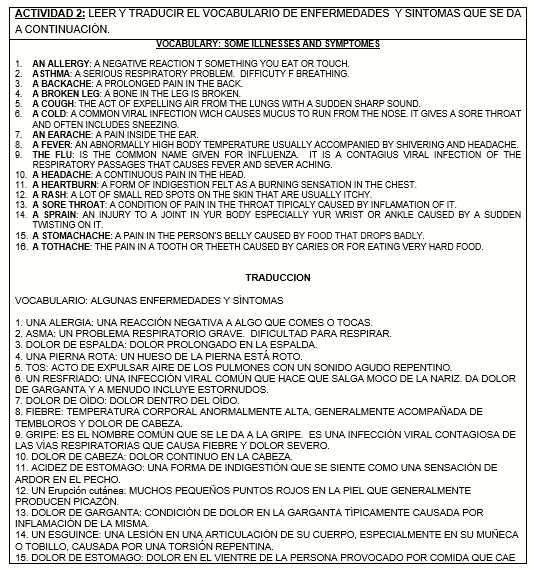 ACTIVIDAD 2: LEER Y TRADUCIR EL VOCABULARIO DE ENFERMEDADES Y SINTOMAS QUE SE DA
A CONTINUACIÓN.
VOCABULARY: SOME ILLNESSES AND SYMPTOMES
1. AN ALLERGY: A NEGATIVE REACTION T SOMETHING YOU EAT OR TOUCH.
2. ASTHMA: A SERIOUS RESPIRATORY PROBLEM. DIFFICUTY F BREATHING.
3. A BACKACHE: A PROLONGED PAIN IN THE BACK.
4. A BROKEN LEG: A BONE IN THE LEG IS BROKEN.
5. A COUGH: THE ACT OF EXPELLING AIR FROM THE LUNGS WITH A SUDDEN SHARP SOUND.
6. A COLD: A COMMON VIRAL INFECTION WICH CAUSES MUCUS TO RUN FROM THE NOSE. IT GIVES A SORE THROAT
AND OFTEN INCLUDES SNEEZING.
7. AN EARACHE: A PAIN INSIDE THE EAR.
8. A FEVER: AN ABNORMALLY HIGH BODY TEMPERATURE USUALLY ACCOMPANIED BY SHIVERING AND HEADACHE.
9. THE FLU: IS THE COMMON NAME GIVEN FOR INFLUENZA. IT IS A CONTAGIUS VIRAL INFECTION OF THE
RESPIRATORY PASSAGES THAT CAUSES FEVER AND SEVER ACHING.
10. A HEADACHE: A CONTINUOUS PAIN IN THE HEAD.
11. A HEARTBURN: A FORM OF INDIGESTION FELT AS A BURNING SENSATION IN THE CHEST.
12. A RASH: A LOT OF SMALL RED SPOTS ON THE SKIN THAT ARE USUALLY ITCHY.
13. A SORE THROAT: A CONDITION OF PAIN IN THE THROAT TIPICALY CAUSED BY INFLAMATION OF IT.
14. A SPRAIN: AN INJURY TO A JOINT IN YUR BODY ESPECIALLY YUR WRIST OR ANKLE CAUSED BY A SUDDEN
TWISTING ON IT.
15. A STOMACHACHE: A PAIN IN THE PERSON'S BELLY CAUSED BY FOOD THAT DROPS BADLY.
16. A TOTHACHE: THE PAIN IN A TOOTH OR THEETH CAUSED BY CARIES OR FOR EATING VERY HARD FOOD.
TRADUCCION
VOCABULARIO: ALGUNAS ENFERMEDADES Y SÍNTOMAS
1. UNA ALERGIA: UNA REACCIÓN NEGATIVA A ALGO QUE COMES O TOCAS.
2. ASMA: UN PROBLEMA RESPIRATORIO GRAVE. DIFICULTAD PARA RESPIRAR.
3. DOLOR DE ESPALDA: DOLOR PROLONGADO EN LA ESPALDA.
4. UNA PIERNA ROTA: UN HUESO DE LA PIERNA ESTÁ ROTO.
5. TOS: ACTO DE EXPULSAR AIRE DE LOS PULMONES CON UN SONIDO AGUDO REPENTINO.
6. UN RESFRIADO: UNA INFECCIÓN VIRAL COMÚN QUE HACE QUE SALGA MOCO DE LA NARIZ. DA DOLOR
DE GARGANTA Y A MENUDO INCLUYE ESTORNUDOS.
7. DOLOR DE OÍDO: DOLOR DENTRO DEL OÍDO.
8. FIEBRE: TEMPERATURA CORPORAL ANORMALMENTE ALTA, GENERALMENTE ACOMPAÑADA DE
TEMBLOROS Y DOLOR DE CABEZA.
9. GRIPE: ES EL NOMBRE COMÚN QUE SE LE DA A LA GRIPE. ES UNA INFECCIÓN VIRAL CONTAGIOSA DE
LAS VÍAS RESPIRATORIAS QUE CAUSA FIEBRE Y DOLOR SEVERO.
10. DOLOR DE CABEZA: DOLOR CONTINUO EN LA CABEZA.
11. ACIDEZ DE ESTOMAGO: UNA FORMA DE INDIGESTIÓN QUE SE SIENTE COMO UNA SENSACIÓN DE
ARDOR EN EL PECHO.
12. UN Erupción cutánea: MUCHOS PEQUEÑOS PUNTOS ROJOS EN LA PIEL QUE GENERALMENTE
PRODUCEN PICAZÓN.
13. DOLOR DE GARGANTA: CONDICIÓN DE DOLOR EN LA GARGANTA TÍPICAMENTE CAUSADA POR
INFLAMACIÓN DE LA MISMA.
14. UN ESGUINCE: UNA LESIÓN EN UNA ARTICULACIÓN DE SU CUERPO, ESPECIALMENTE EN SU MUÑECA
O TOBILLO, CAUSADA POR UNA TORSIÓN REPENTINA.
15. DOLOR DE ESTOMAGO: DOLOR EN EL VIENTRE DE LA PERSONA PROVOCADO POR COMIDA QUE CAE